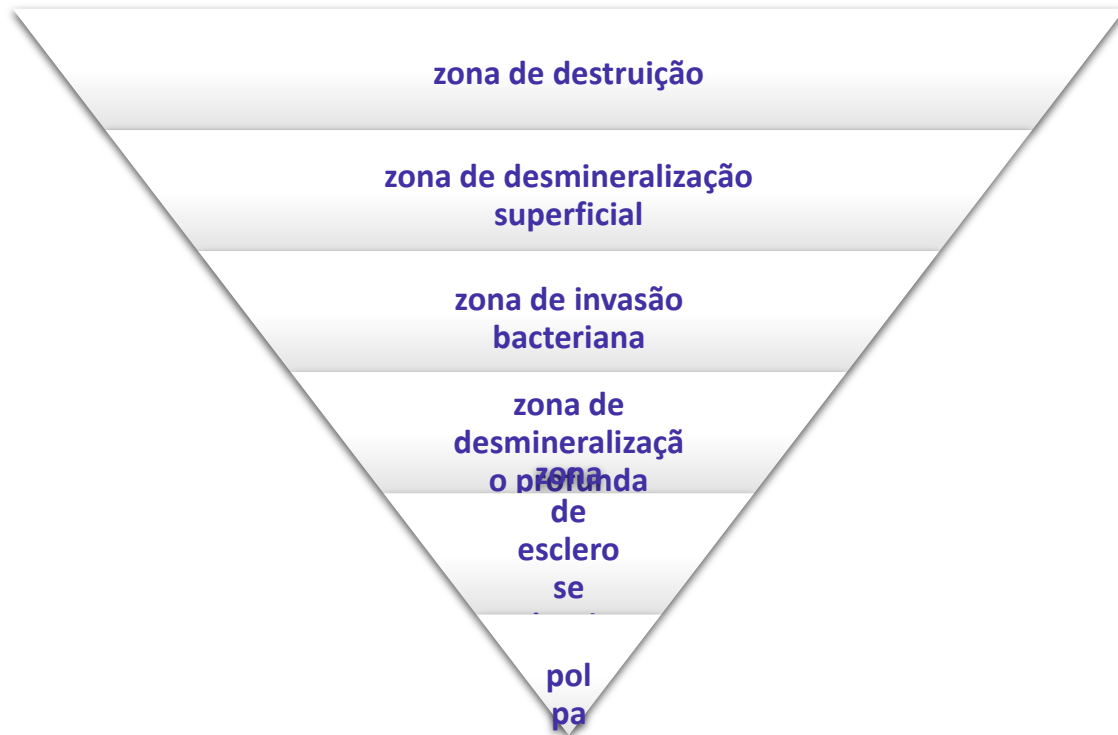 zona de destruição
zona de desmineralização
superficial
zona de invasão
bacteriana
zona de
desmineralizaçã
o profunda
zona
de
esclero
se
pol
pa